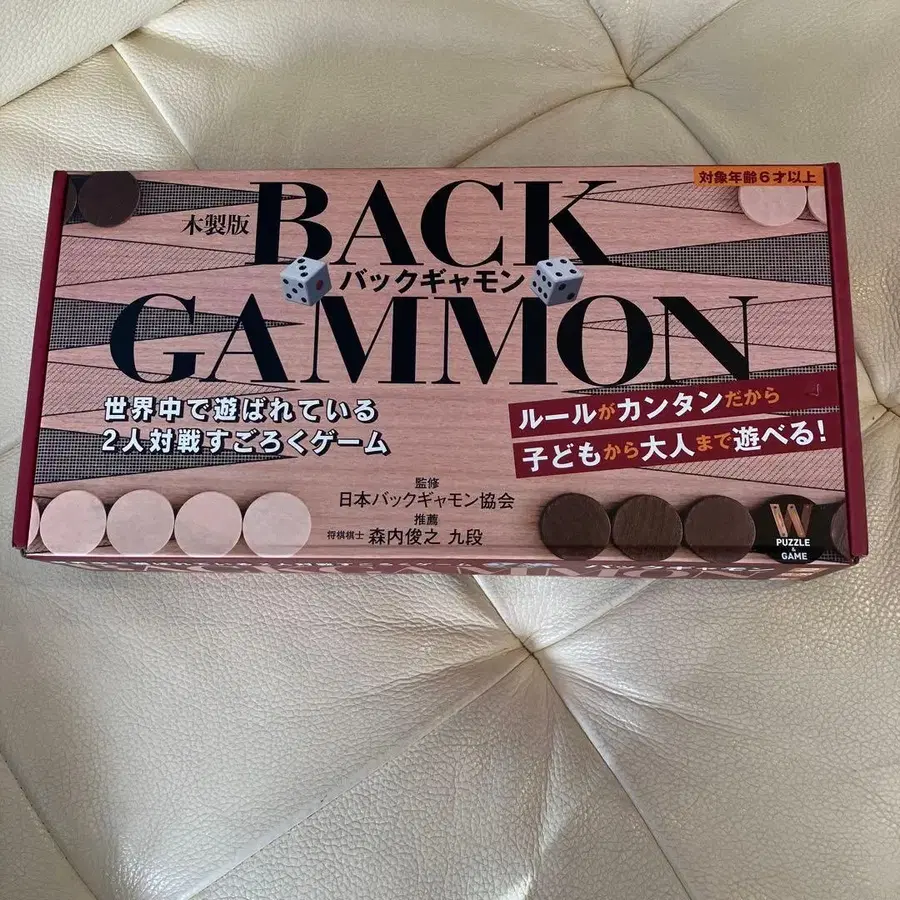 対象年齢6才以上
木製版
BACK
バックギャモン
GAMMON
世界中で遊ばれている
2人対戦すごろくゲーム
ルールがカンタンだから
子どもから大人まで遊べる!
監修
日本バックギャモン協会
推薦
将棋棋士 森内俊之 九段
W
PUZZLE
&
GAME